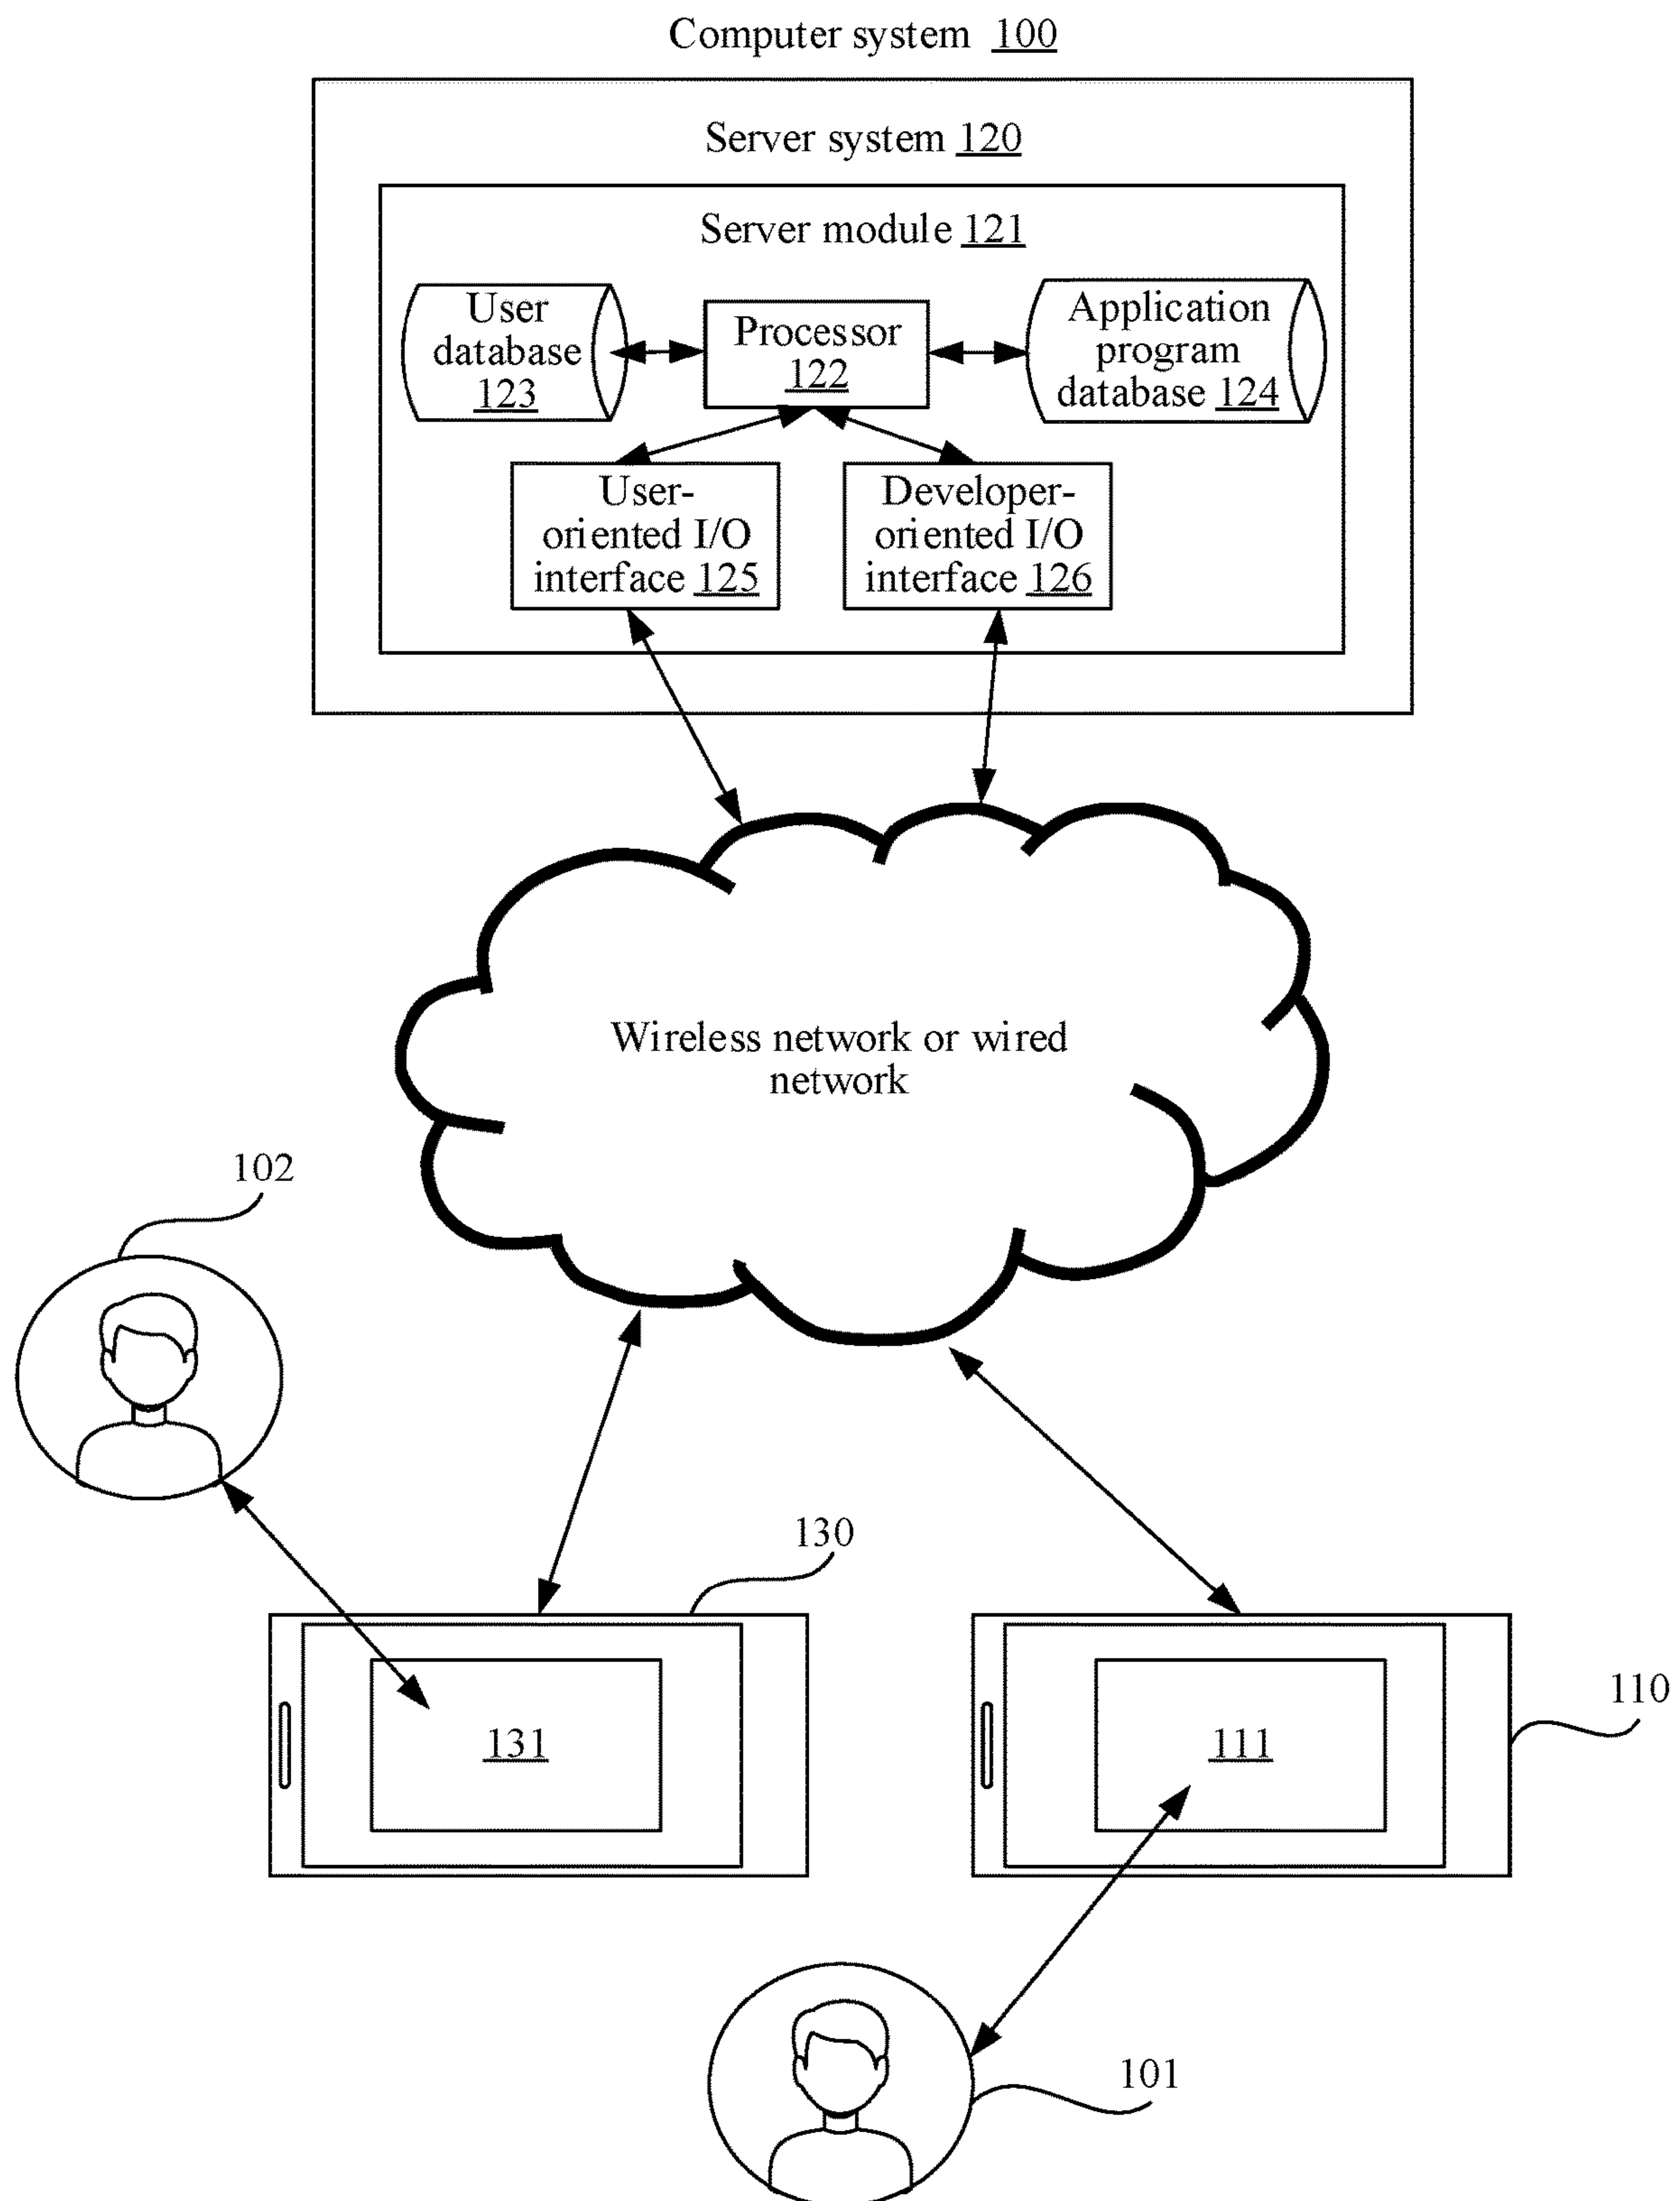 Computer system 100
Server system 120
Server module 121
User
database
123
Processor
122
Application
program
database 124
User-
oriented I/O
interface 125
Developer-
oriented I/O
interface 126
Wireless network or wired
network
102
130
131
110
111
101